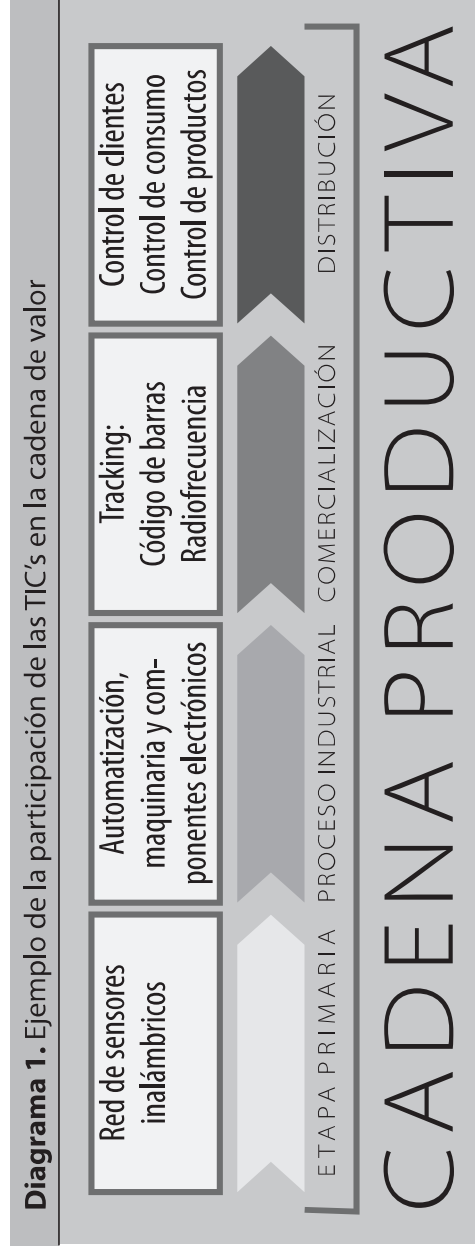 Diagrama 1. Ejemplo de la participación de las TIC's en la cadena de valor
Red de sensores
inalámbricos
Automatización,
maquinaria y com-
ponentes electrónicos
Tracking:
Código de barras
Radiofrecuencia
Control de clientes
Control de consumo
Control de productos
ETAPA PRIMARIA
PROCESO INDUSTRIAL
COMERCIALIZACIÓN
DISTRIBUCIÓN
CADENA PRODUCTIVA